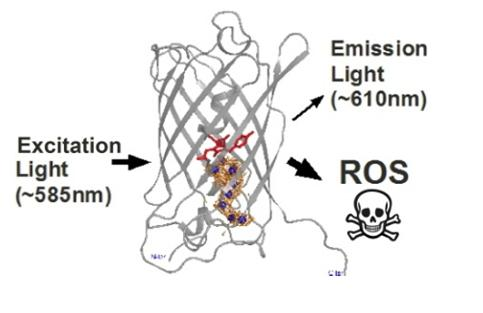 Emission
Light
(~610nm)
Excitation
Light
(~585nm)
ROS